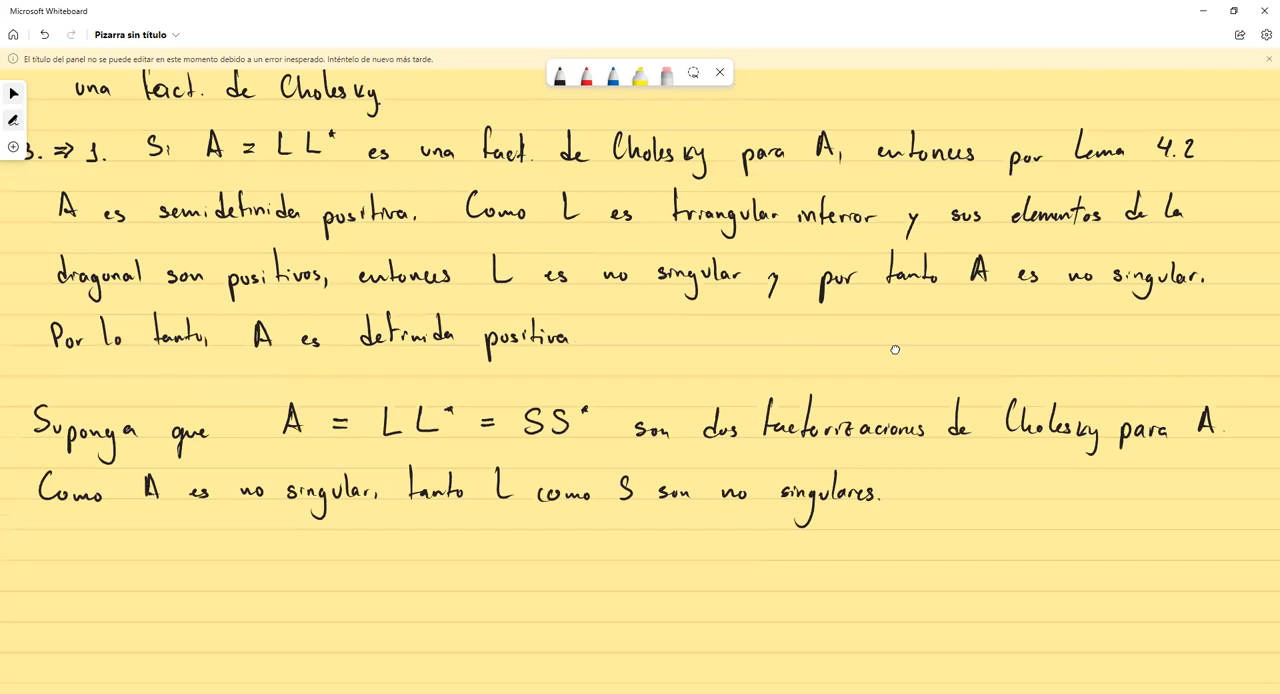 Microsoft Whiteboard
Pizarra sin título
El título del panel no se puede editar en este momento debido a un error inesperado. Inténtelo de nuevo más tarde.
una fact. de Cholesky
3. ⇒ 1. Si A = L L* es una fact. de Cholesky para A, entonces por Lema 4.2
A es semidefinida positiva. Como L es triangular inferior y sus elementos de la
diagonal son positivos, entonces L es no singular y por tanto A es no singular.
Por lo tanto, A es definida positiva
Suponga que A = L L* = S S* son dos factorizaciones de Cholesky para A.
Como A es no singular, tanto L como S son no singulares.